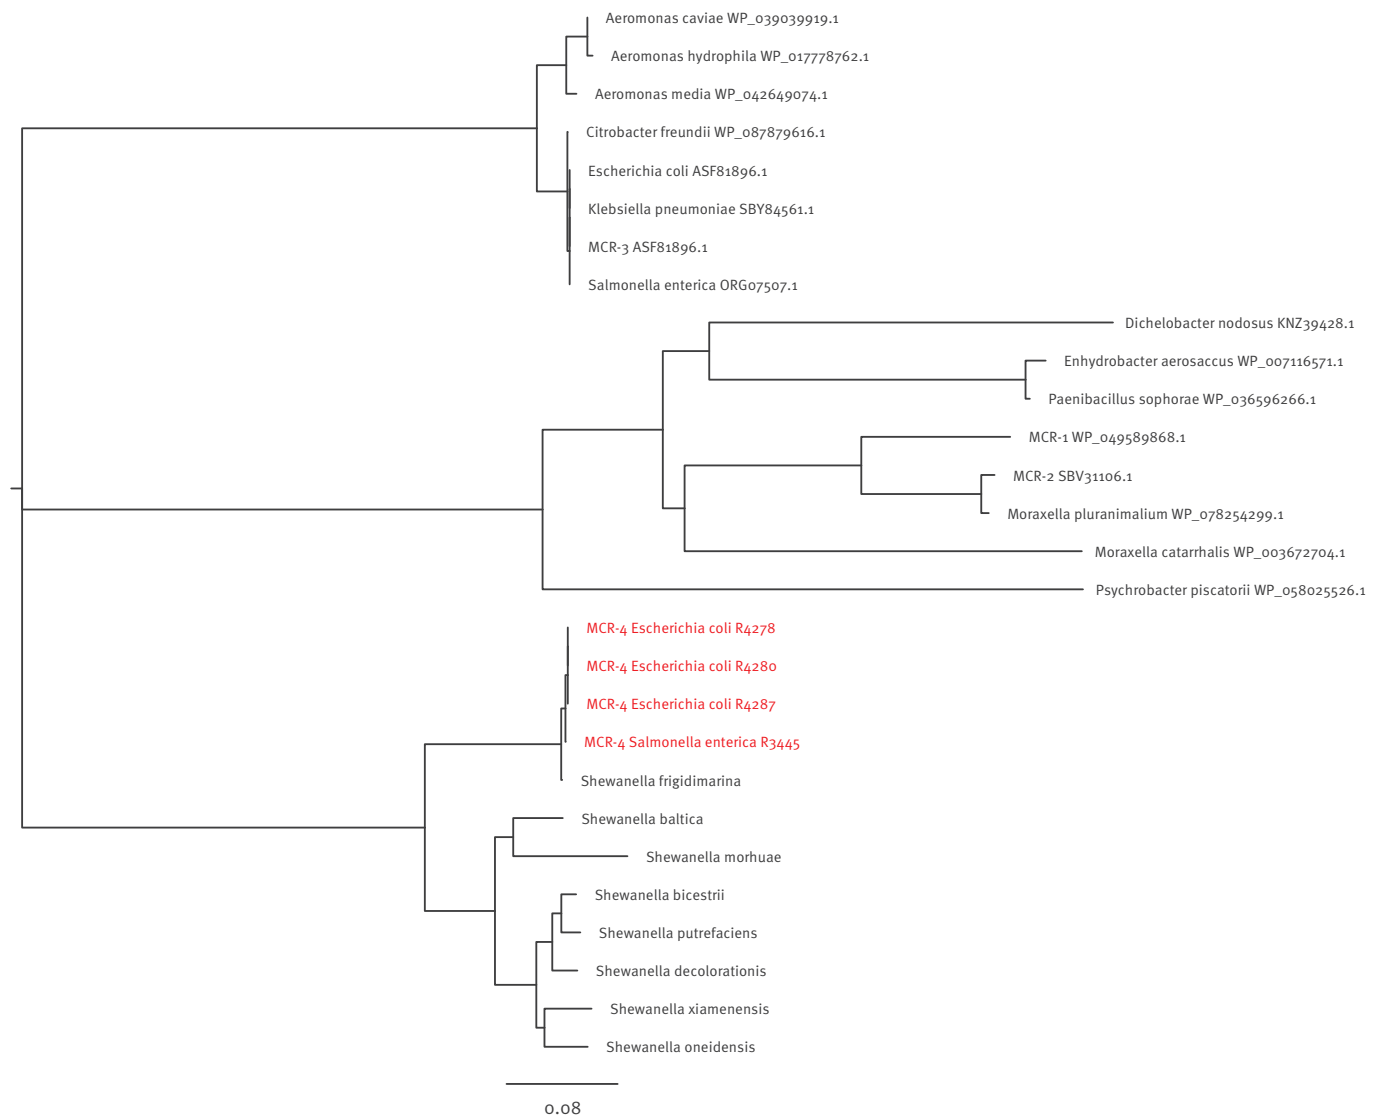 Aeromonas caviae WP_039039919.1
Aeromonas hydrophila WP_017778762.1
Aeromonas media WP_042649074.1
Citrobacter freundii WP_087879616.1
Escherichia coli ASF81896.1
Klebsiella pneumoniae SBY84561.1
MCR-3 ASF81896.1
Salmonella enterica ORG07507.1
Dichelobacter nodosus KNZ39428.1
Enhydrobacter aerosaccus WP_007116571.1
Paenibacillus sophorae WP_036596266.1
MCR-1 WP_049589868.1
MCR-2 SBV31106.1
Moraxella pluranimalium WP_078254299.1
Moraxella catarrhalis WP_003672704.1
Psychrobacter piscatorii WP_058025526.1
MCR-4 Escherichia coli R4278
MCR-4 Escherichia coli R4280
MCR-4 Escherichia coli R4287
MCR-4 Salmonella enterica R3445
Shewanella frigidimarina
Shewanella baltica
Shewanella morhuae
Shewanella bicestrii
Shewanella putrefaciens
Shewanella decolorationis
Shewanella xiamenensis
Shewanella oneidensis
0.08